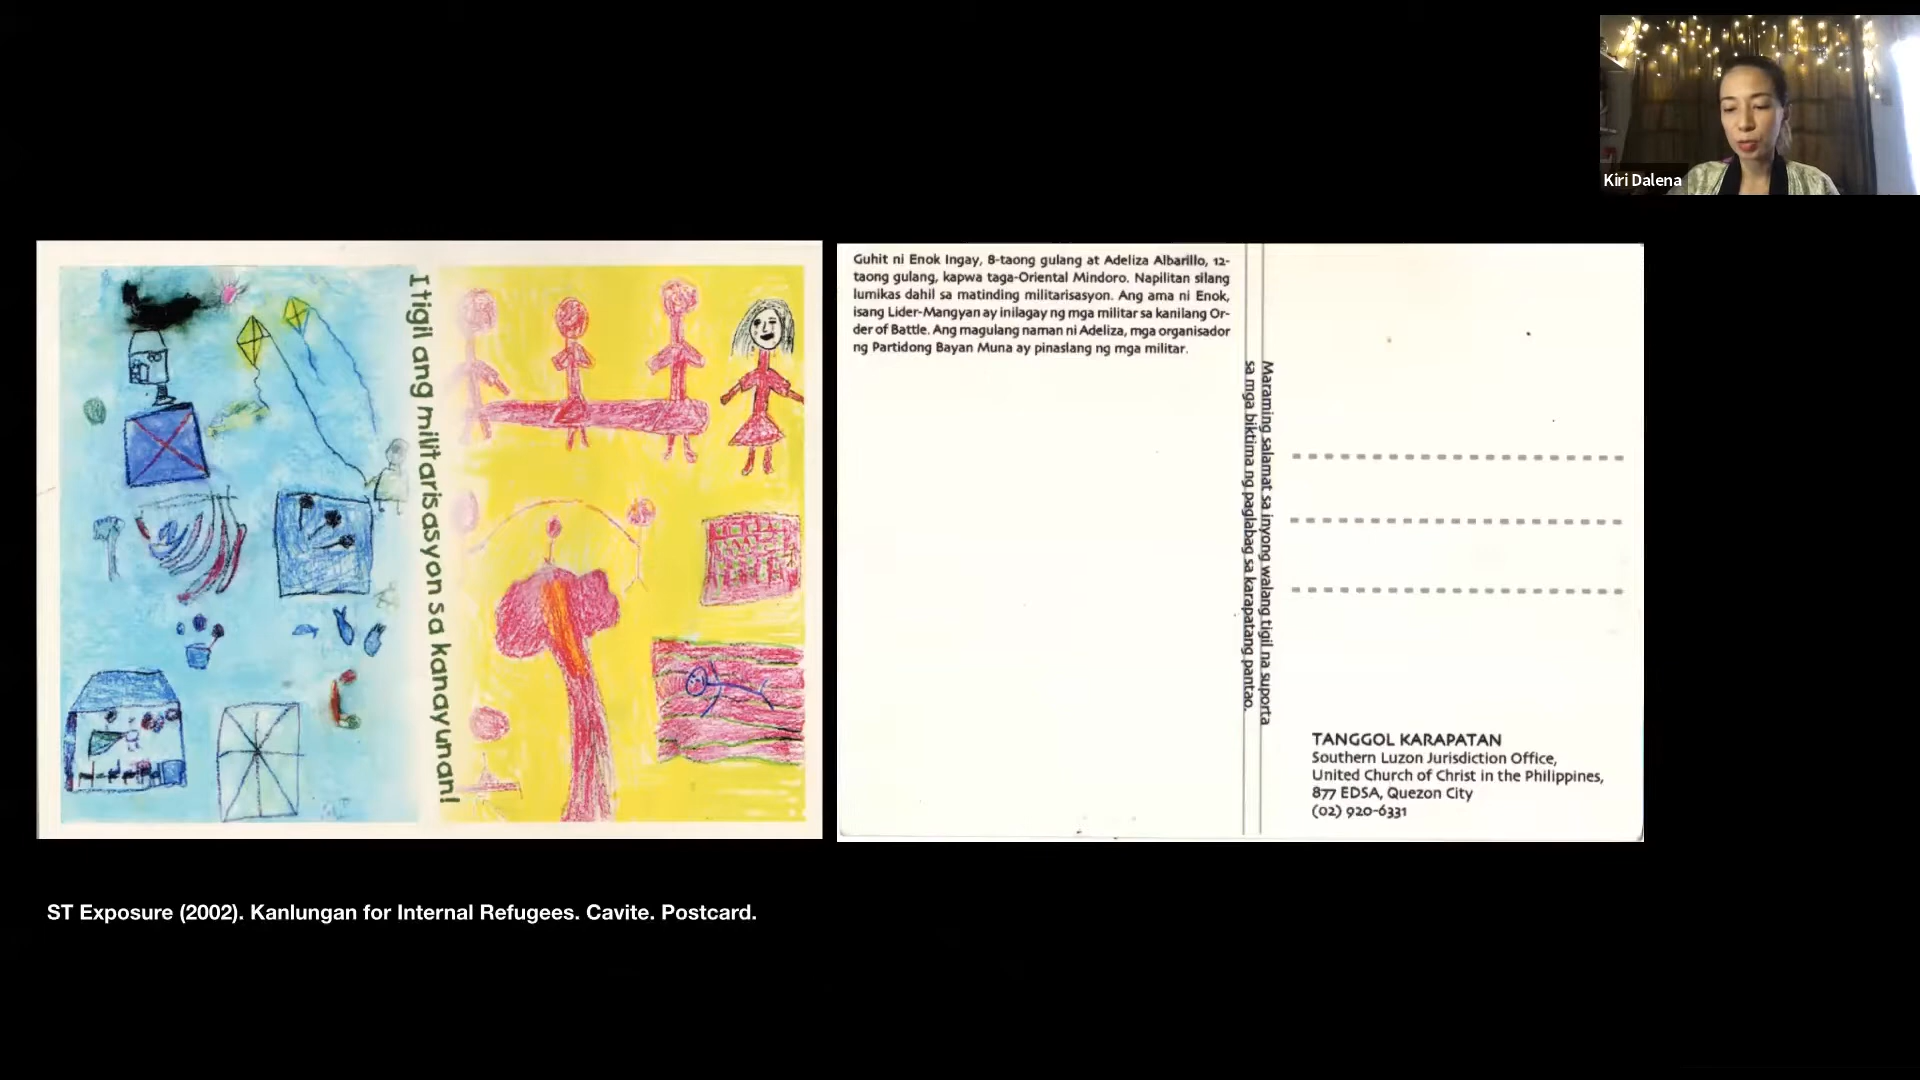 Kiri Dalena
Itigil ang militarisasyon sa kanayunan!
Guhit ni Enok Ingay, 8-taong gulang at Adeliza Albarillo, 12-
taong gulang, kapwa taga-Oriental Mindoro. Napilitan silang
lumikas dahil sa matinding militarisasyon. Ang ama ni Enok,
isang Lider-Mangyan ay inilagay ng mga militar sa kanilang Or-
der of Battle. Ang magulang naman ni Adeliza, mga organisador
ng Partidong Bayan Muna ay pinaslang ng mga militar.
Maraming salamat sa inyong walang tigil na suporta
sa mga biktima ng paglabag sa karapatang pantao.
TANGGOL KARAPATAN
Southern Luzon Jurisdiction Office,
United Church of Christ in the Philippines,
877 EDSA, Quezon City
(02) 920-6331
ST Exposure (2002). Kanlungan for Internal Refugees. Cavite. Postcard.